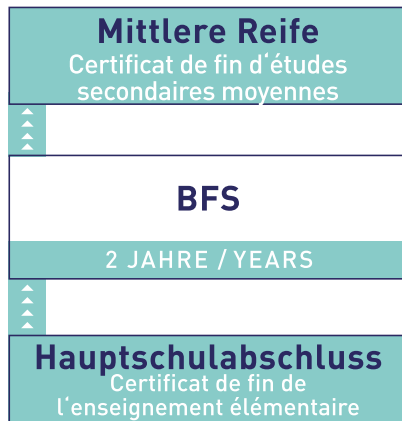 Mittlere Reife
Certificat de fin d‘études
secondaires moyennes
BFS
2 JAHRE / YEARS
Hauptschulabschluss
Certificat de fin de
l‘enseignement élémentaire